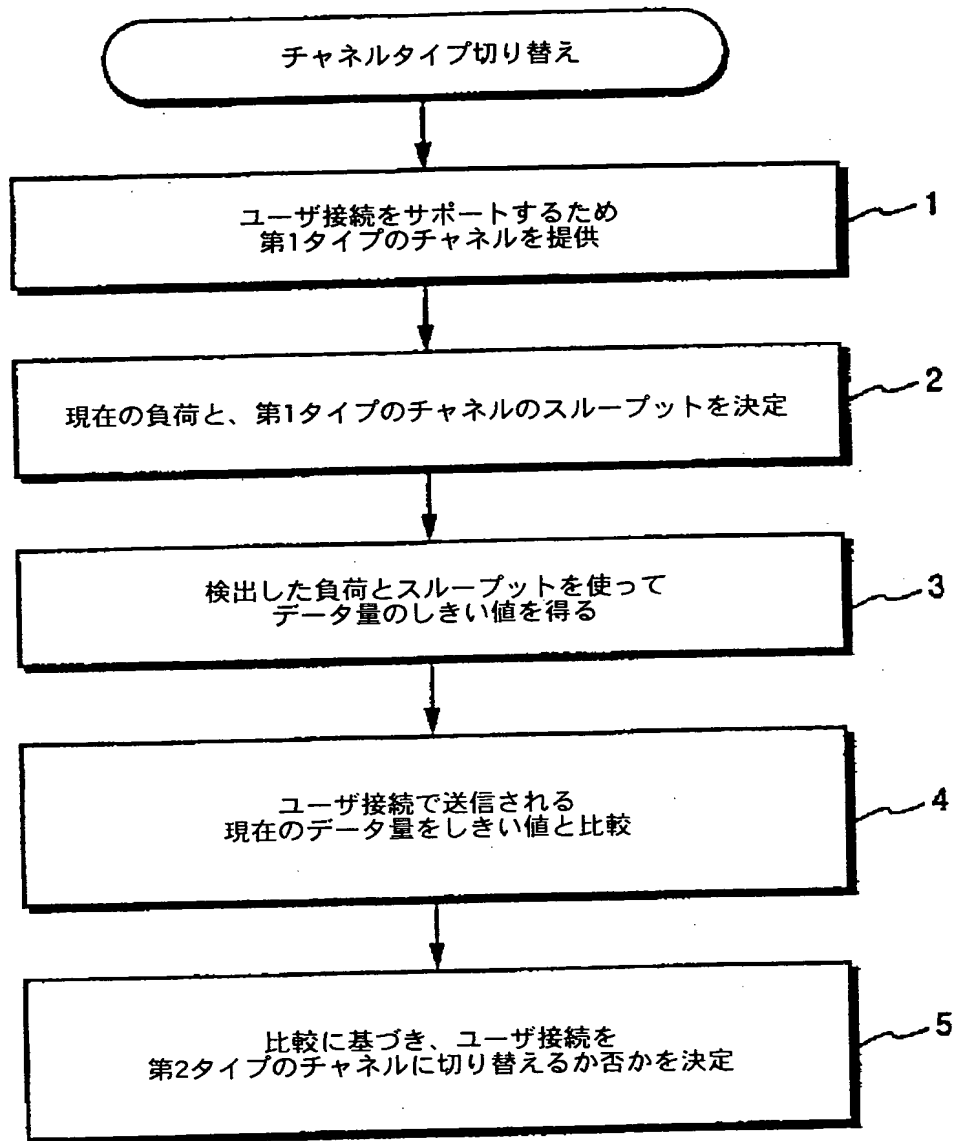 チャネルタイプ切り替え
ユーザ接続をサポートするため
第1タイプのチャネルを提供
1
現在の負荷と、第1タイプのチャネルのスループットを決定
2
検出した負荷とスループットを使って
データ量のしきい値を得る
3
ユーザ接続で送信される
現在のデータ量をしきい値と比較
4
比較に基づき、ユーザ接続を
第2タイプのチャネルに切り替えるか否かを決定
5